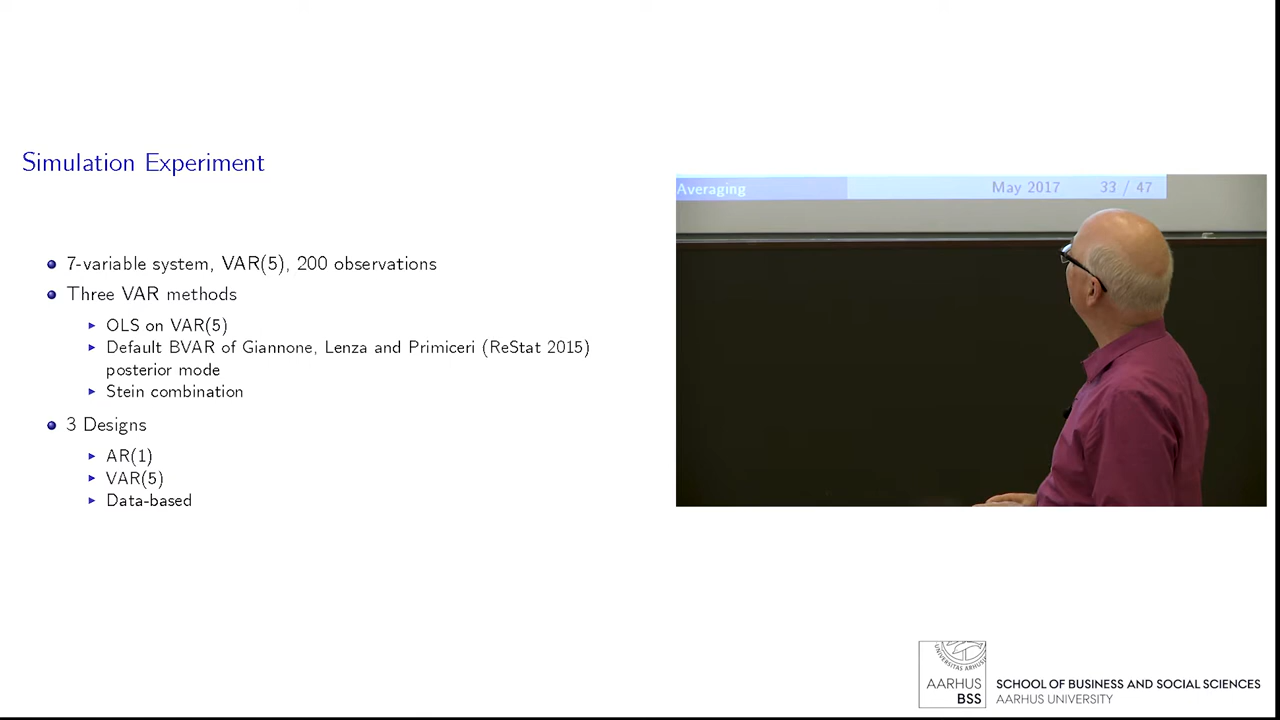 Simulation Experiment
7-variable system, VAR(5), 200 observations
Three VAR methods
OLS on VAR(5)
Default BVAR of Giannone, Lenza and Primiceri (ReStat 2015)
posterior mode
Stein combination
3 Designs
AR(1)
VAR(5)
Data-based
Averaging May 2017 33 / 47
AARHUS
BSS
SCHOOL OF BUSINESS AND SOCIAL SCIENCES
AARHUS UNIVERSITY